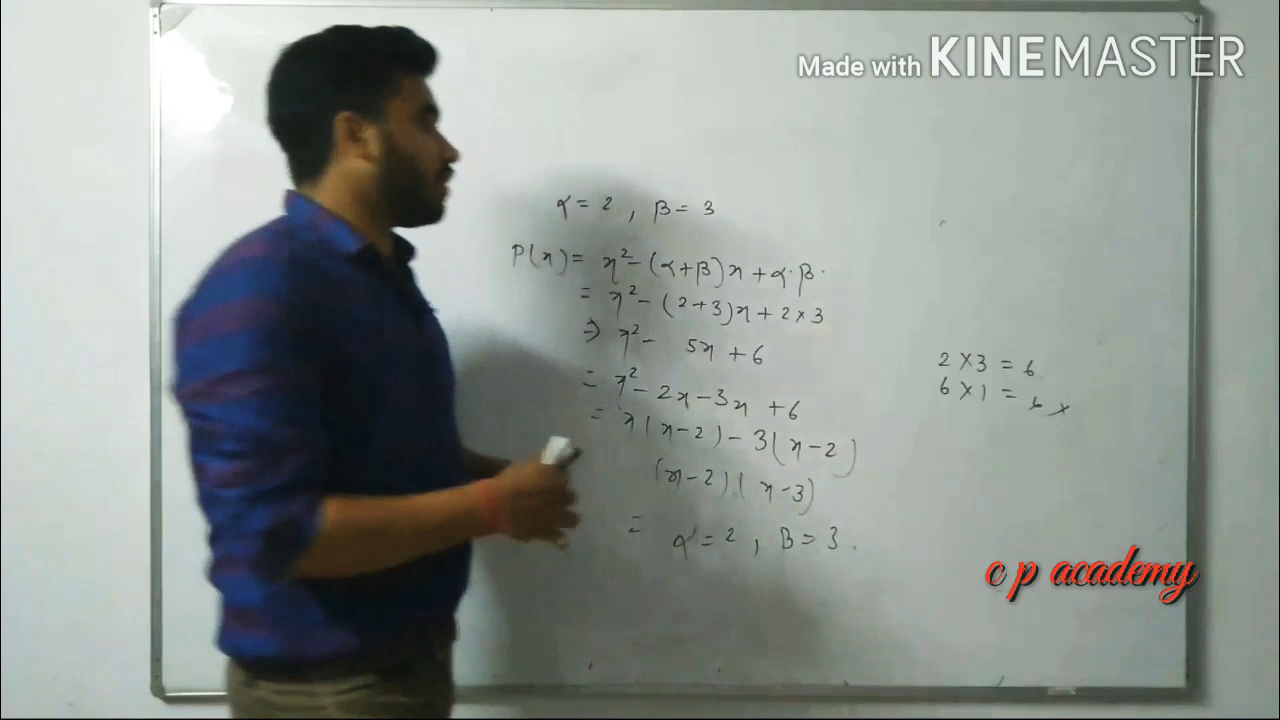 Made with KINEMASTER
α = 2 , β = 3
P(x) = x² - (α+β)x + α·β.
= x² - (2+3)x + 2×3
⇒ x² - 5x + 6
= x² - 2x - 3x + 6
= x(x-2) - 3(x-2)
(x-2)(x-3)
= α = 2 , β = 3 .
2 × 3 = 6
6 × 1 = 6 ×
c p academy